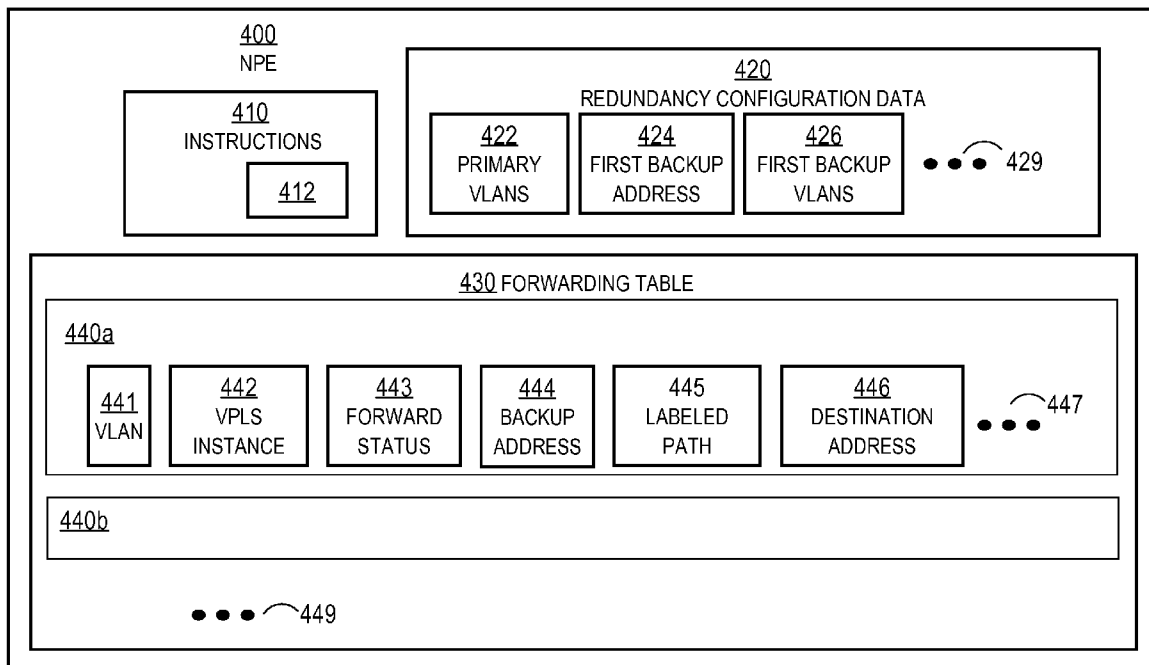 400
NPE
410
INSTRUCTIONS
412
420
REDUNDANCY CONFIGURATION DATA
422
PRIMARY
VLANS
424
FIRST BACKUP
ADDRESS
426
FIRST BACKUP
VLANS
429
430 FORWARDING TABLE
440a
441
VLAN
442
VPLS
INSTANCE
443
FORWARD
STATUS
444
BACKUP
ADDRESS
445
LABELED
PATH
446
DESTINATION
ADDRESS
447
440b
449